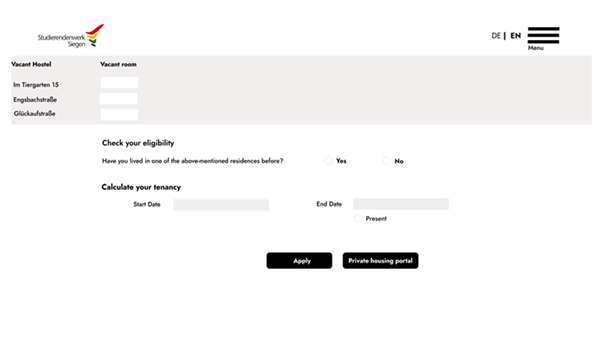 Studierendenwerk
Siegen
DE | EN
Menu
Vacant Hostel Vacant room
Im Tiergarten 15
Engsbachstraße
Glückaufstraße
Check your eligibility
Have you lived in one of the above-mentioned residences before? Yes No
Calculate your tenancy
Start Date End Date
Present
Apply Private housing portal